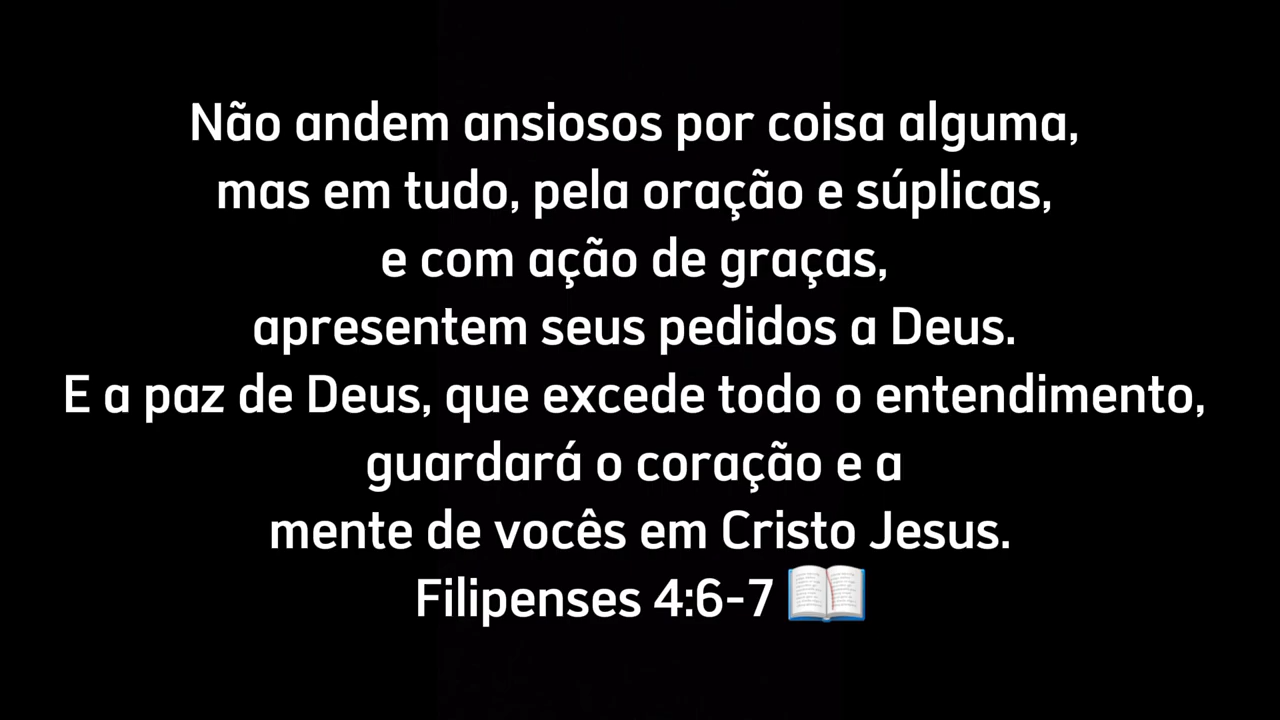 Não andem ansiosos por coisa alguma,
mas em tudo, pela oração e súplicas,
e com ação de graças,
apresentem seus pedidos a Deus.
E a paz de Deus, que excede todo o entendimento,
guardará o coração e a
mente de vocês em Cristo Jesus.
Filipenses 4:6-7 📖